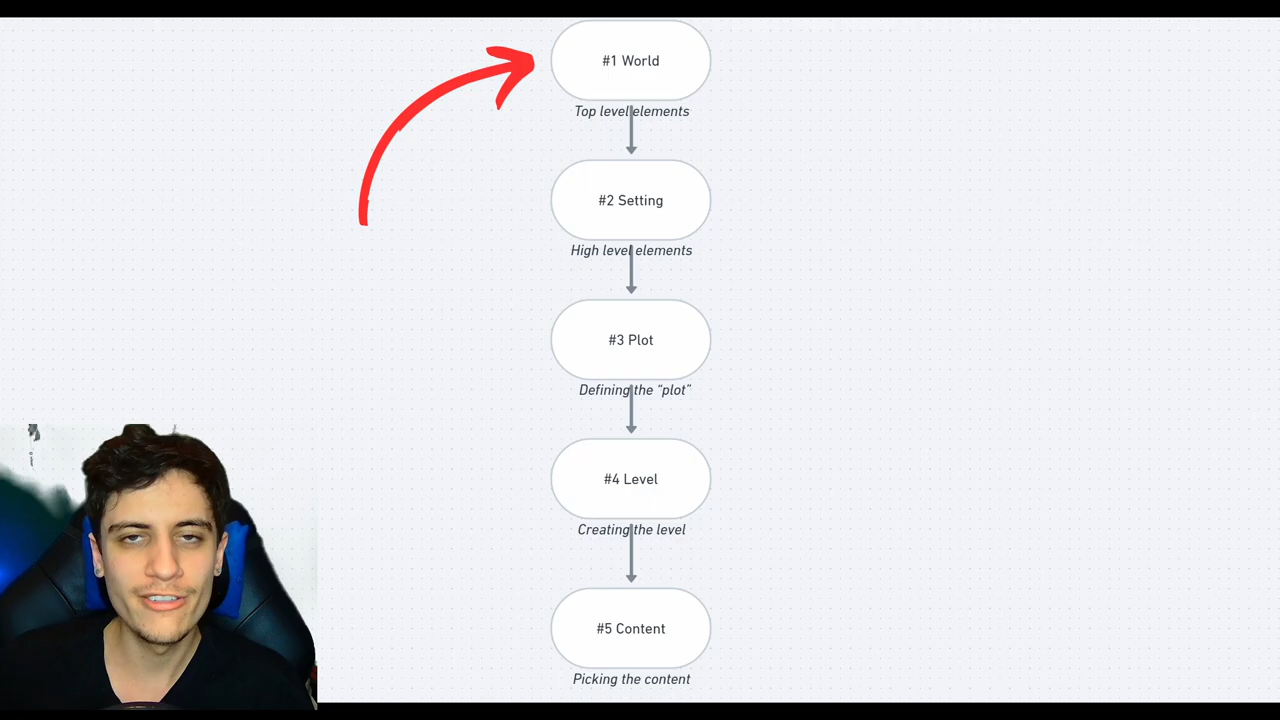 #1 World
Top level elements
#2 Setting
High level elements
#3 Plot
Defining the “plot”
#4 Level
Creating the level
#5 Content
Picking the content